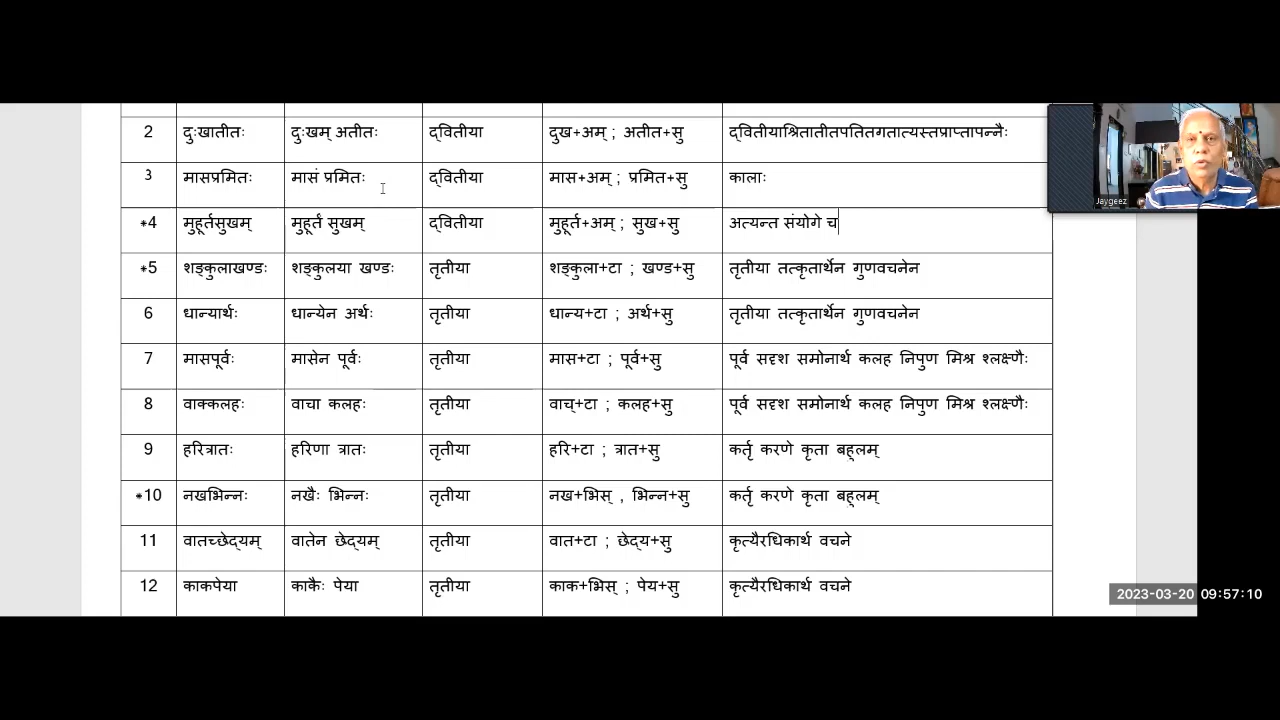 2 दुःखातीतः दुःखम् अतीतः द्वितीया दुख+अम् ; अतीत+सु द्वितीयाश्रितातीतपतितगतात्यस्तप्राप्तापन्नैः
3 मासप्रमितः मासं प्रमितः द्वितीया मास+अम् ; प्रमित+सु कालाः
*4 मुहूर्तसुखम् मुहूर्तं सुखम् द्वितीया मुहूर्त+अम् ; सुख+सु अत्यन्त संयोगे च
*5 शङ्कुलाखण्डः शङ्कुलया खण्डः तृतीया शङ्कुला+टा ; खण्ड+सु तृतीया तत्कृतार्थेन गुणवचनेन
6 धान्यार्थः धान्येन अर्थः तृतीया धान्य+टा ; अर्थ+सु तृतीया तत्कृतार्थेन गुणवचनेन
7 मासपूर्वः मासेन पूर्वः तृतीया मास+टा ; पूर्व+सु पूर्व सदृश समोनार्थ कलह निपुण मिश्र श्लक्ष्णैः
8 वाक्कलहः वाचा कलहः तृतीया वाच्+टा ; कलह+सु पूर्व सदृश समोनार्थ कलह निपुण मिश्र श्लक्ष्णैः
9 हरित्रातः हरिणा त्रातः तृतीया हरि+टा ; त्रात+सु कर्तृ करणे कृता बहूलम्
*10 नखभिन्नः नखैः भिन्नः तृतीया नख+भिस् , भिन्न+सु कर्तृ करणे कृता बहूलम्
11 वातच्छेद्यम् वातेन छेद्यम् तृतीया वात+टा ; छेद्य+सु कृत्यैरधिकार्थ वचने
12 काकपेया काकैः पेया तृतीया काक+भिस् ; पेय+सु कृत्यैरधिकार्थ वचने
Jaygeez
2023-03-20 09:57:10